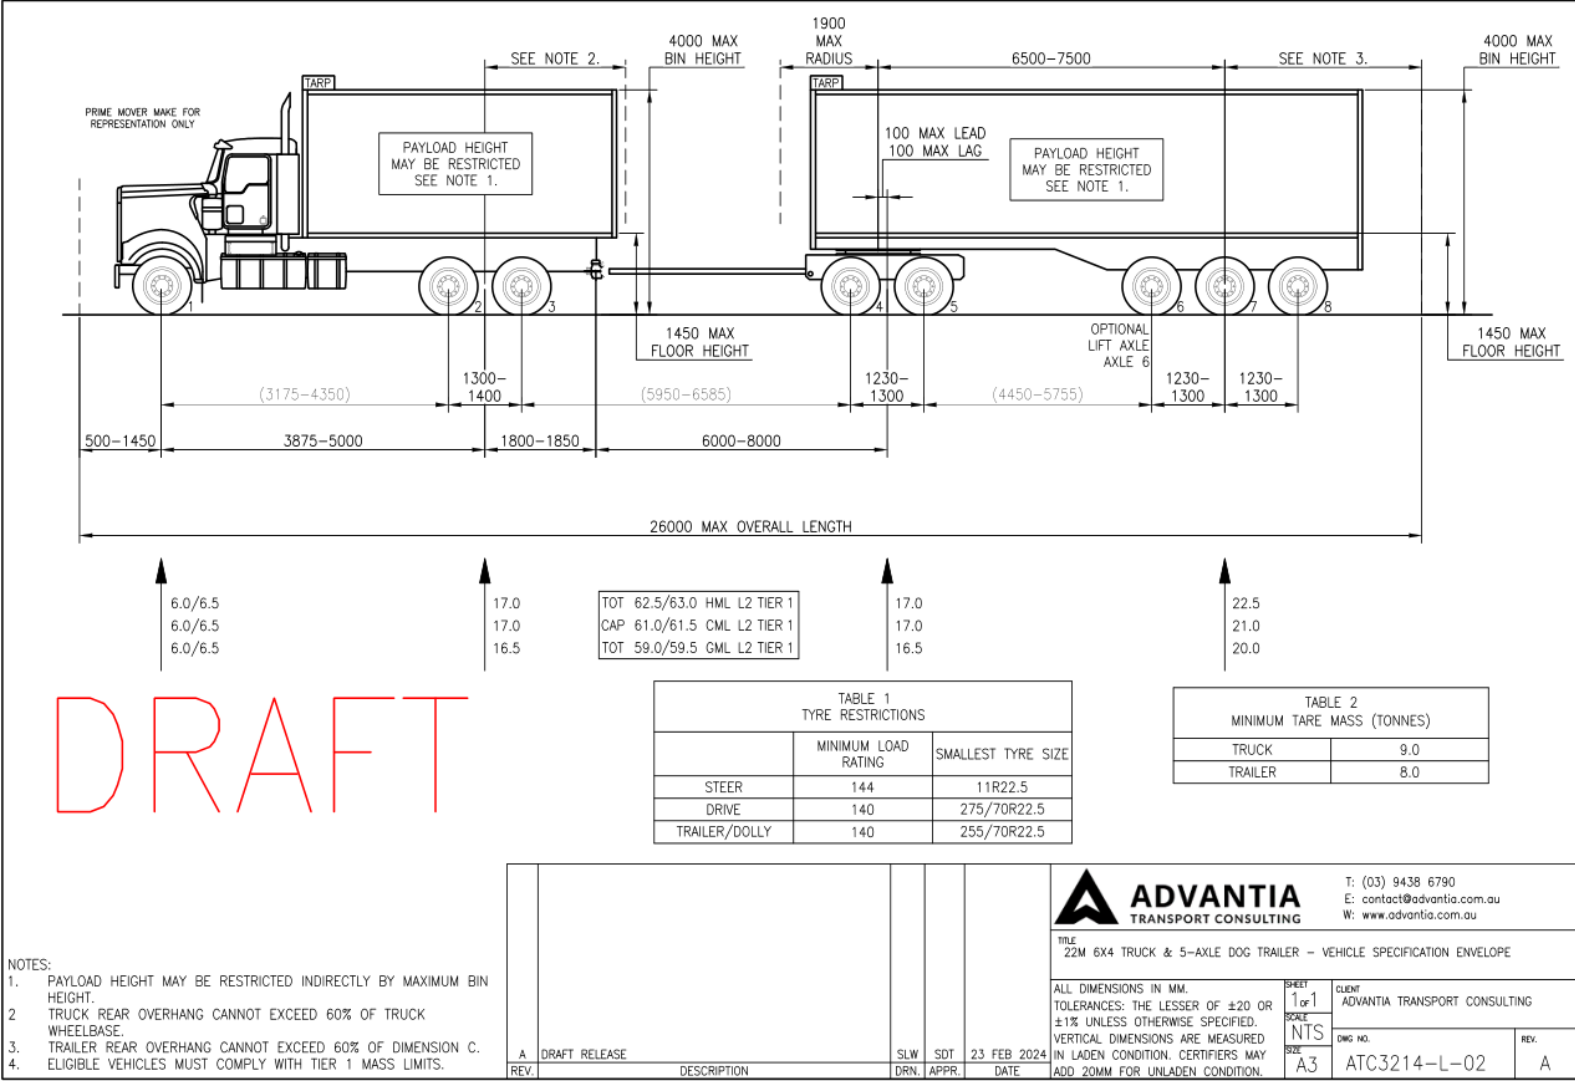 1900
MAX
RADIUS
4000 MAX
BIN HEIGHT
SEE NOTE 2.
6500-7500
SEE NOTE 3.
4000 MAX
BIN HEIGHT
TARP
TARP
PRIME MOVER MAKE FOR
REPRESENTATION ONLY
PAYLOAD HEIGHT
MAY BE RESTRICTED
SEE NOTE 1.
100 MAX LEAD
100 MAX LAG
PAYLOAD HEIGHT
MAY BE RESTRICTED
SEE NOTE 1.
1
2
3
4
5
6
7
8
1450 MAX
FLOOR HEIGHT
OPTIONAL
LIFT AXLE
AXLE 6
1450 MAX
FLOOR HEIGHT
(3175-4350)
1300-
1400
(5950-6585)
1230-
1300
(4450-5755)
1230-
1300
1230-
1300
500-1450
3875-5000
1800-1850
6000-8000
26000 MAX OVERALL LENGTH
6.0/6.5
6.0/6.5
6.0/6.5
17.0
17.0
16.5
TOT 62.5/63.0 HML L2 TIER 1
CAP 61.0/61.5 CML L2 TIER 1
TOT 59.0/59.5 GML L2 TIER 1
17.0
17.0
16.5
22.5
21.0
20.0
DRAFT
TABLE 1
TYRE RESTRICTIONS
MINIMUM LOAD
RATING
SMALLEST TYRE SIZE
STEER 144 11R22.5
DRIVE 140 275/70R22.5
TRAILER/DOLLY 140 255/70R22.5
TABLE 2
MINIMUM TARE MASS (TONNES)
TRUCK 9.0
TRAILER 8.0
NOTES:
1. PAYLOAD HEIGHT MAY BE RESTRICTED INDIRECTLY BY MAXIMUM BIN
HEIGHT.
2 TRUCK REAR OVERHANG CANNOT EXCEED 60% OF TRUCK
WHEELBASE.
3. TRAILER REAR OVERHANG CANNOT EXCEED 60% OF DIMENSION C.
4. ELIGIBLE VEHICLES MUST COMPLY WITH TIER 1 MASS LIMITS.
A DRAFT RELEASE SLW SDT 23 FEB 2024
REV. DESCRIPTION DRN. APPR. DATE
ADVANTIA
TRANSPORT CONSULTING
T: (03) 9438 6790
E: contact@advantia.com.au
W: www.advantia.com.au
TITLE
22M 6X4 TRUCK & 5-AXLE DOG TRAILER - VEHICLE SPECIFICATION ENVELOPE
ALL DIMENSIONS IN MM.
TOLERANCES: THE LESSER OF ±20 OR
±1% UNLESS OTHERWISE SPECIFIED.
VERTICAL DIMENSIONS ARE MEASURED
IN LADEN CONDITION. CERTIFIERS MAY
ADD 20MM FOR UNLADEN CONDITION.
SHEET
1 OF 1
SCALE
NTS
SIZE
A3
CLIENT
ADVANTIA TRANSPORT CONSULTING
DWG NO.
ATC3214-L-02
REV.
A